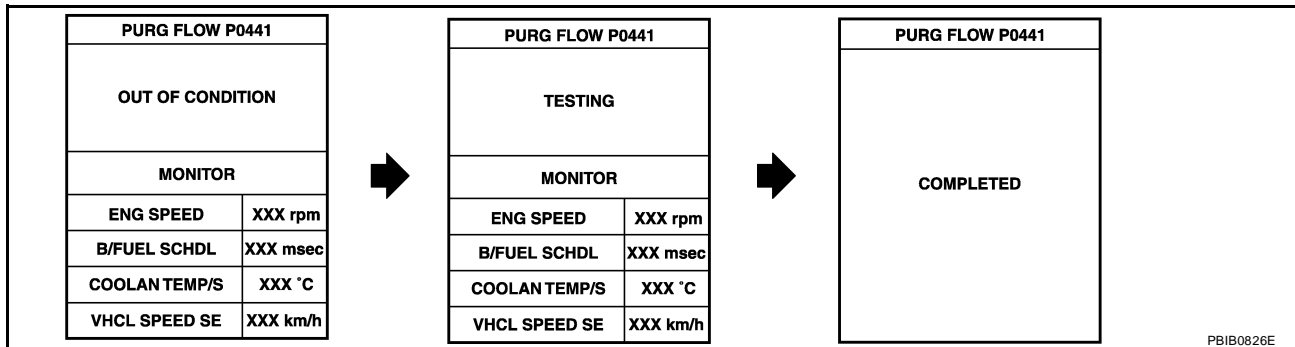 PURG FLOW P0441
OUT OF CONDITION
MONITOR
ENG SPEED XXX rpm
B/FUEL SCHDL XXX msec
COOLAN TEMP/S XXX °C
VHCL SPEED SE XXX km/h
PURG FLOW P0441
TESTING
MONITOR
ENG SPEED XXX rpm
B/FUEL SCHDL XXX msec
COOLAN TEMP/S XXX °C
VHCL SPEED SE XXX km/h
PURG FLOW P0441
COMPLETED
PBIB0826E